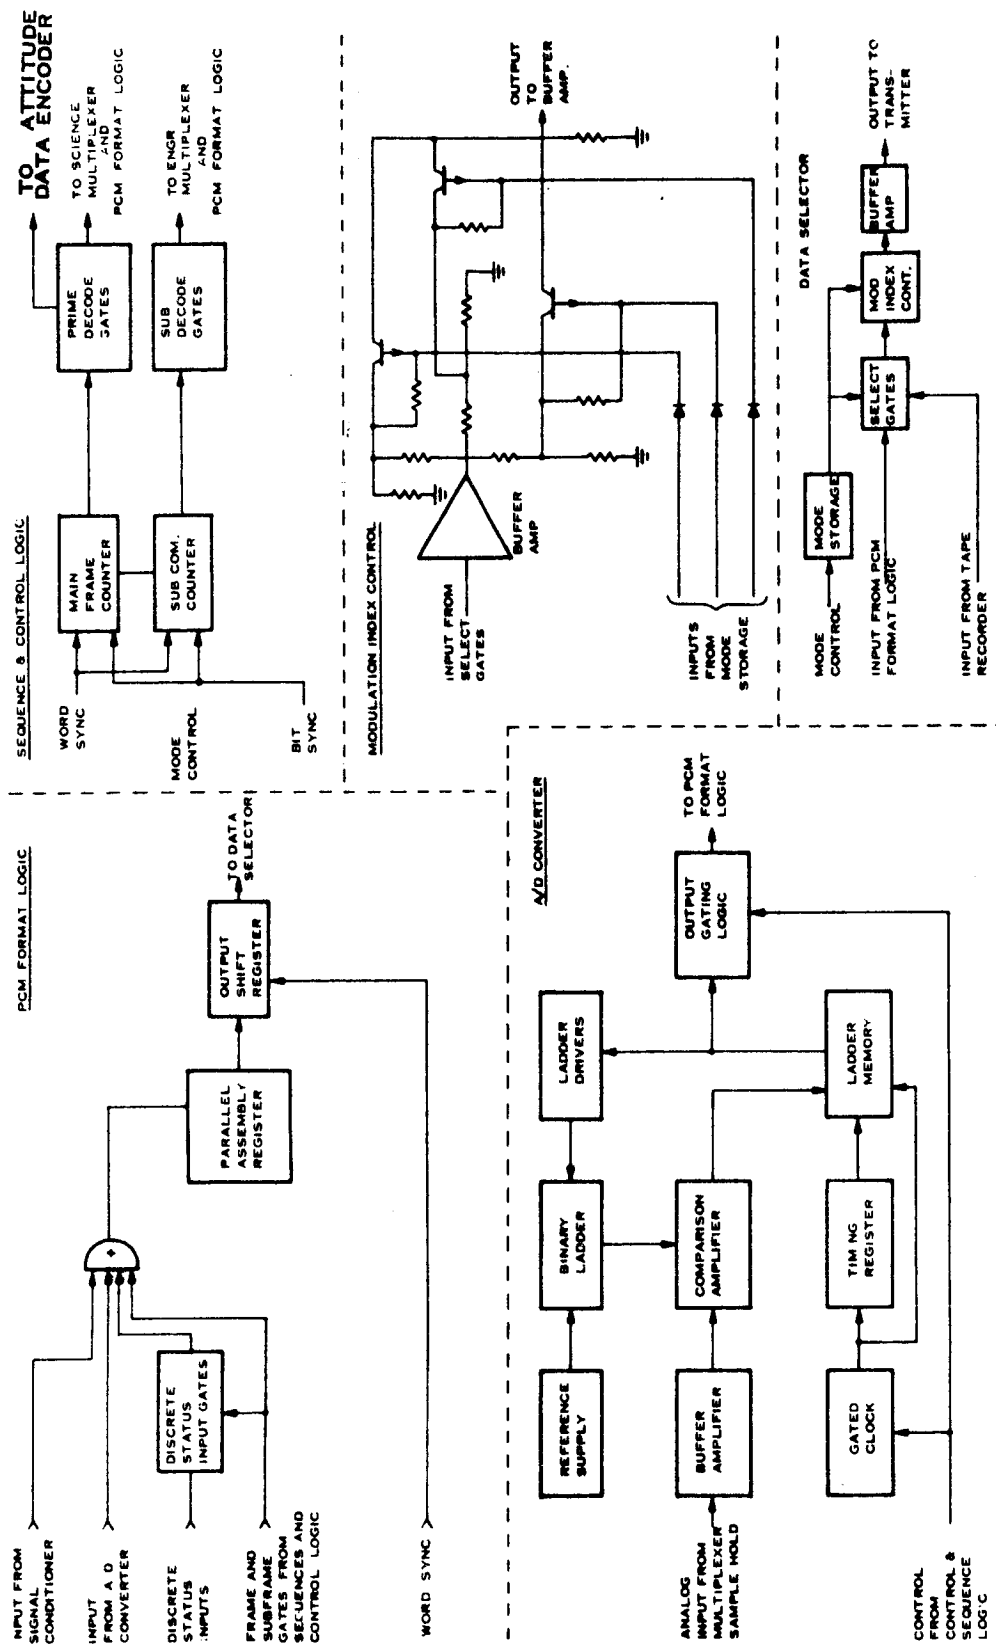 PCM FORMAT LOGIC
NPUT FROM
SIGNAL
CONDITIONER
INPUT
FROM A D
CONVERTER
DISCRETE
STATUS
INPUTS
FRAME AND
SUBFRAME
GATES FROM
SEQUENCES AND
CONTROL LOGIC
WORD SYNC
DISCRETE
STATUS
INPUT GATES
+
PARALLEL
ASSEMBLY
REGISTER
OUTPUT
SHIFT
REGISTER
TO DATA
SELECTOR
SEQUENCE & CONTROL LOGIC
WORD
SYNC
MODE
CONTROL
BIT
SYNC
MAIN
FRAME
COUNTER
SUB COM.
COUNTER
PRIME
DECODE
GATES
SUB
DECODE
GATES
TO ATTITUDE
DATA ENCODER
TO SCIENCE
MULTIPLEXER
AND
PCM FORMAT LOGIC
TO ENGR
MULTIPLEXER
AND
PCM FORMAT LOGIC
MODULATION INDEX CONTROL
INPUT FROM
SELECT
GATES
BUFFER
AMP
INPUTS
FROM
MODE
STORAGE
OUTPUT
TO
BUFFER
AMP.
A/D CONVERTER
ANALOG
INPUT FROM
MULTIPLEXER
SAMPLE HOLD
CONTROL
FROM
CONTROL &
SEQUENCE
LOGIC
REFERENCE
SUPPLY
BUFFER
AMPLIFIER
GATED
CLOCK
BINARY
LADDER
COMPARISON
AMPLIFIER
TIM NG
REGISTER
LADDER
DRIVERS
LADDER
MEMORY
OUTPUT
GATING
LOGIC
TO PCM
FORMAT
LOGIC
DATA SELECTOR
MODE
CONTROL
INPUT FROM PCM
FORMAT LOGIC
INPUT FROM TAPE
RECORDER
MODE
STORAGE
SELECT
GATES
MOD
INDEX
CONT.
BUFFER
AMP
OUTPUT TO
TRANS-
MITTER